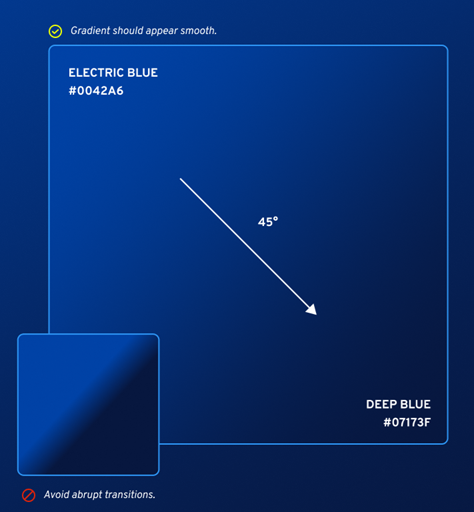 Gradient should appear smooth.
ELECTRIC BLUE
#0042A6
45°
DEEP BLUE
#07173F
Avoid abrupt transitions.